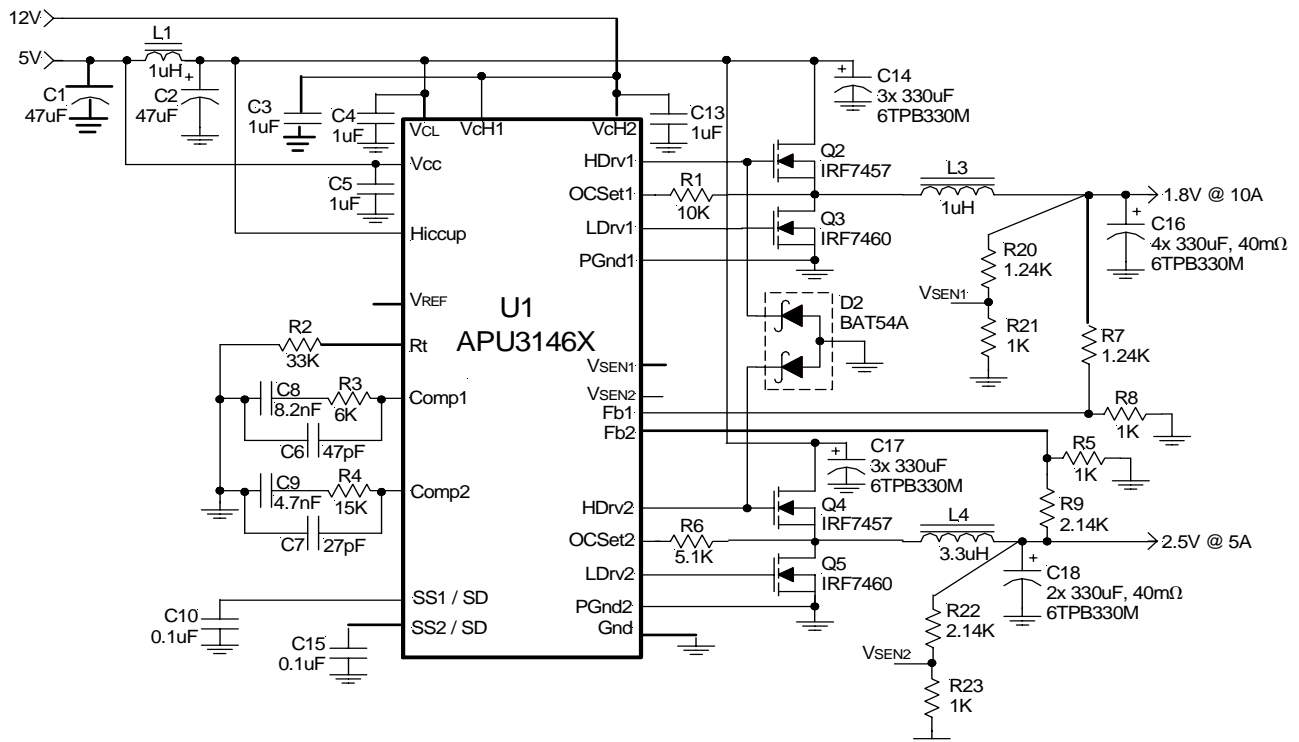 12V
5V
L1
1uH
C1
47uF
C2
47uF
C3
1uF
C4
1uF
C13
1uF
C14
3x 330uF
6TPB330M
VCL
VcH1
VcH2
Vcc
C5
1uF
Hiccup
VREF
R2
33K
Rt
C8
8.2nF
R3
6K
Comp1
C6
47pF
C9
4.7nF
R4
15K
Comp2
C7
27pF
C10
0.1uF
SS1 / SD
C15
0.1uF
SS2 / SD
U1
APU3146X
HDrv1
Q2
IRF7457
OCSet1
R1
10K
L3
1uH
1.8V @ 10A
LDrv1
Q3
IRF7460
PGnd1
C16
4x 330uF, 40mΩ
6TPB330M
R20
1.24K
VSEN1
R21
1K
D2
BAT54A
R7
1.24K
VSEN1
VSEN2
Fb1
Fb2
R8
1K
R5
1K
C17
3x 330uF
6TPB330M
R9
2.14K
HDrv2
Q4
IRF7457
OCSet2
R6
5.1K
L4
3.3uH
2.5V @ 5A
LDrv2
Q5
IRF7460
PGnd2
Gnd
C18
2x 330uF, 40mΩ
6TPB330M
R22
2.14K
VSEN2
R23
1K